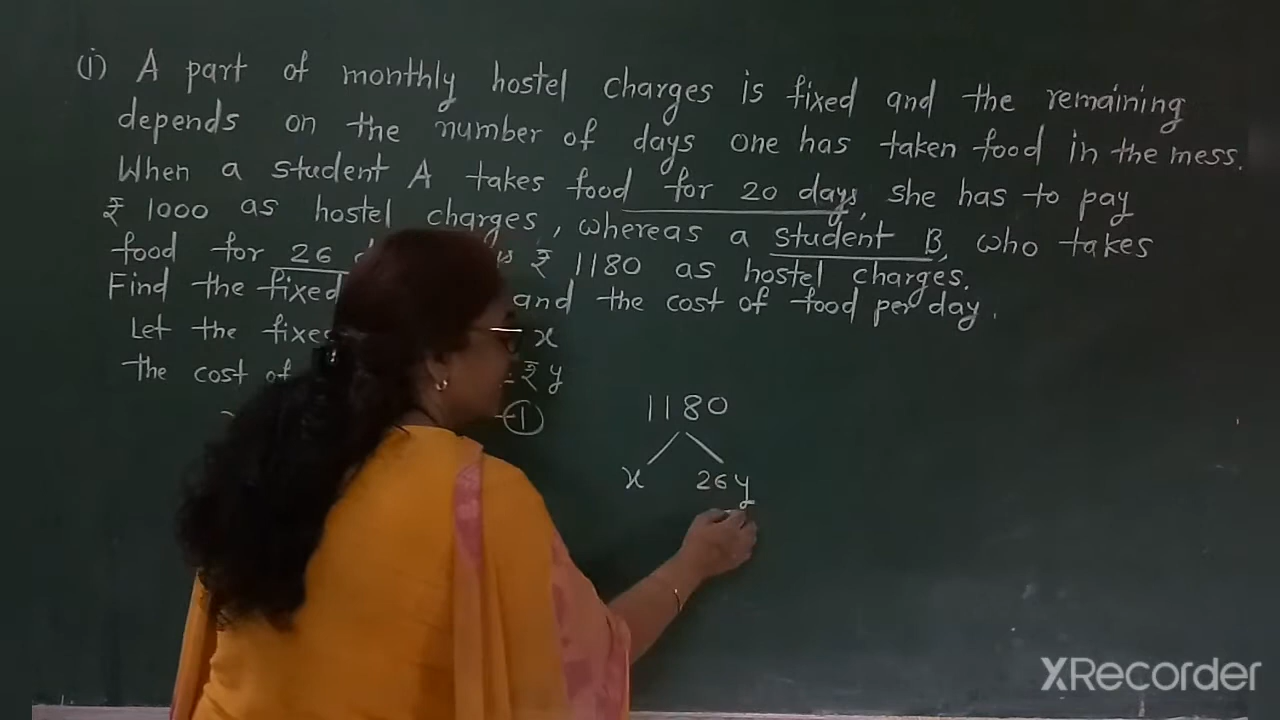 (i) A part of monthly hostel charges is fixed and the remaining
depends on the number of days one has taken food in the mess.
When a student A takes food for 20 days, she has to pay
₹ 1000 as hostel charges, whereas a student B, who takes
food for 26 ₹ 1180 as hostel charges.
Find the fixed and the cost of food per day.
Let the fixed x
the cost of = ₹ y
1
1180
x 26y
XRecorder